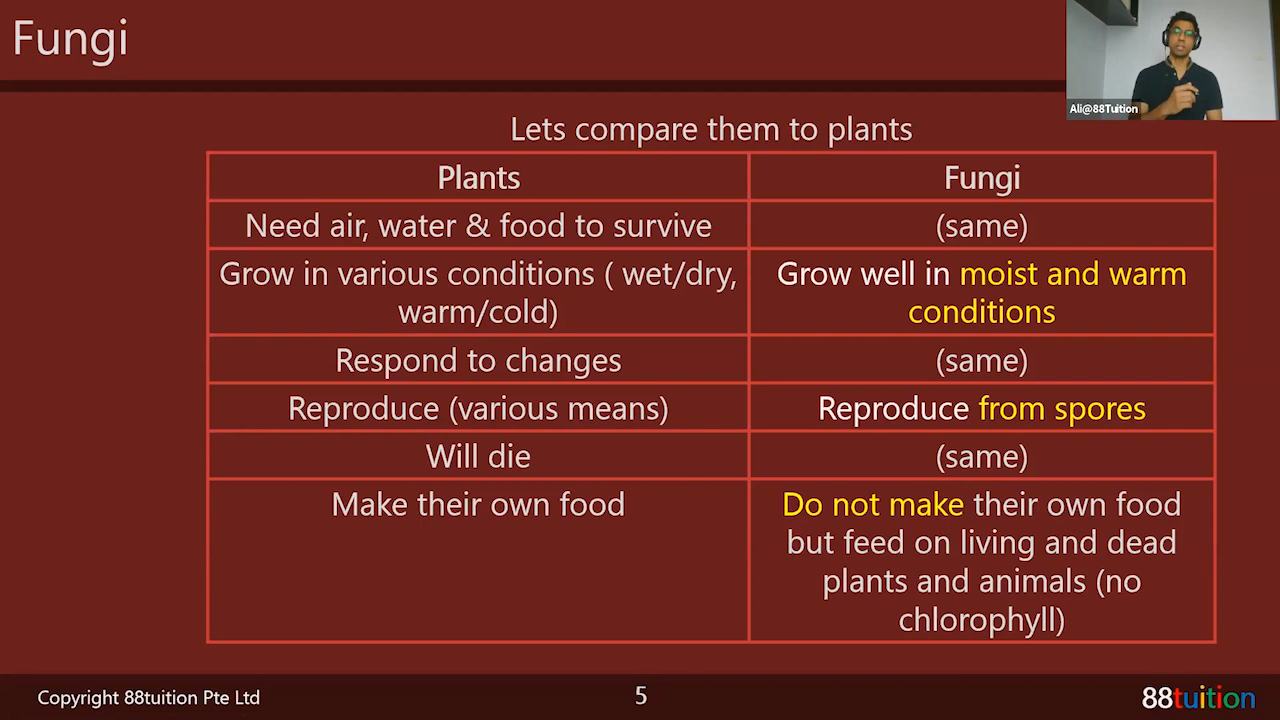 Fungi
Ali@88Tuition
Lets compare them to plants
Plants
Fungi
Need air, water & food to survive
(same)
Grow in various conditions ( wet/dry,
warm/cold)
Grow well in moist and warm
conditions
Respond to changes
(same)
Reproduce (various means)
Reproduce from spores
Will die
(same)
Make their own food
Do not make their own food
but feed on living and dead
plants and animals (no
chlorophyll)
Copyright 88tuition Pte Ltd
5
88tuition